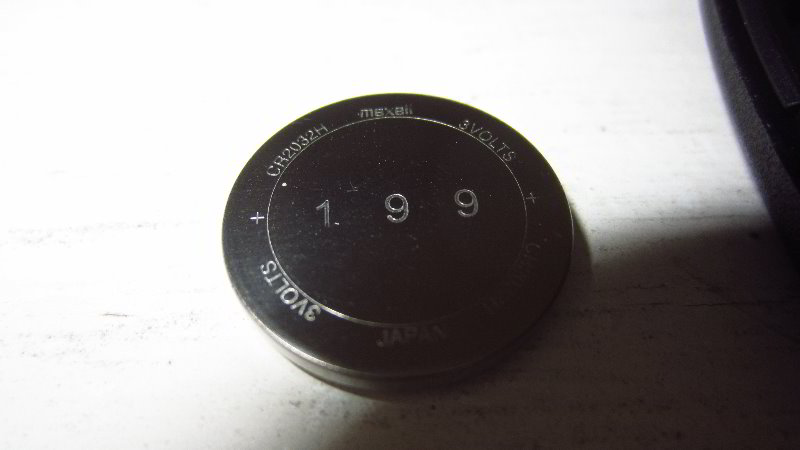 maxell
3VOLTS
+
JAPAN
3VOLTS
+
CR2032H
1 9 9